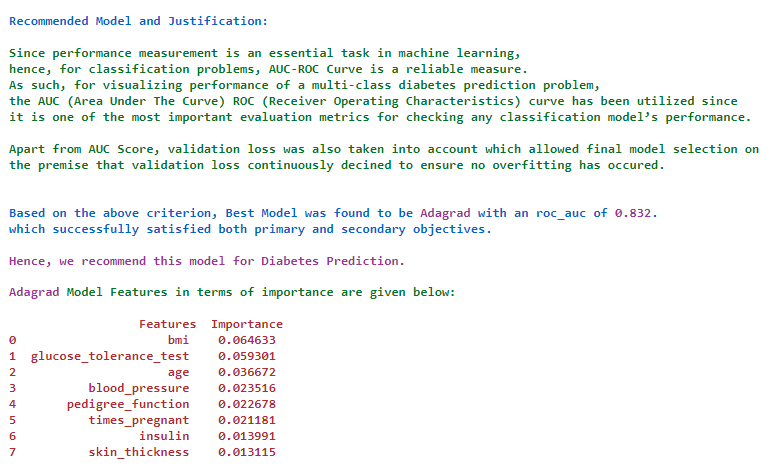 Recommended Model and Justification:
Since performance measurement is an essential task in machine learning,
hence, for classification problems, AUC-ROC Curve is a reliable measure.
As such, for visualizing performance of a multi-class diabetes prediction problem,
the AUC (Area Under The Curve) ROC (Receiver Operating Characteristics) curve has been utilized since
it is one of the most important evaluation metrics for checking any classification model’s performance.
Apart from AUC Score, validation loss was also taken into account which allowed final model selection on
the premise that validation loss continuously decined to ensure no overfitting has occured.
Based on the above criterion, Best Model was found to be Adagrad with an roc_auc of 0.832.
which successfully satisfied both primary and secondary objectives.
Hence, we recommend this model for Diabetes Prediction.
Adagrad Model Features in terms of importance are given below:
Features Importance
0 bmi 0.064633
1 glucose_tolerance_test 0.059301
2 age 0.036672
3 blood_pressure 0.023516
4 pedigree_function 0.022678
5 times_pregnant 0.021181
6 insulin 0.013991
7 skin_thickness 0.013115